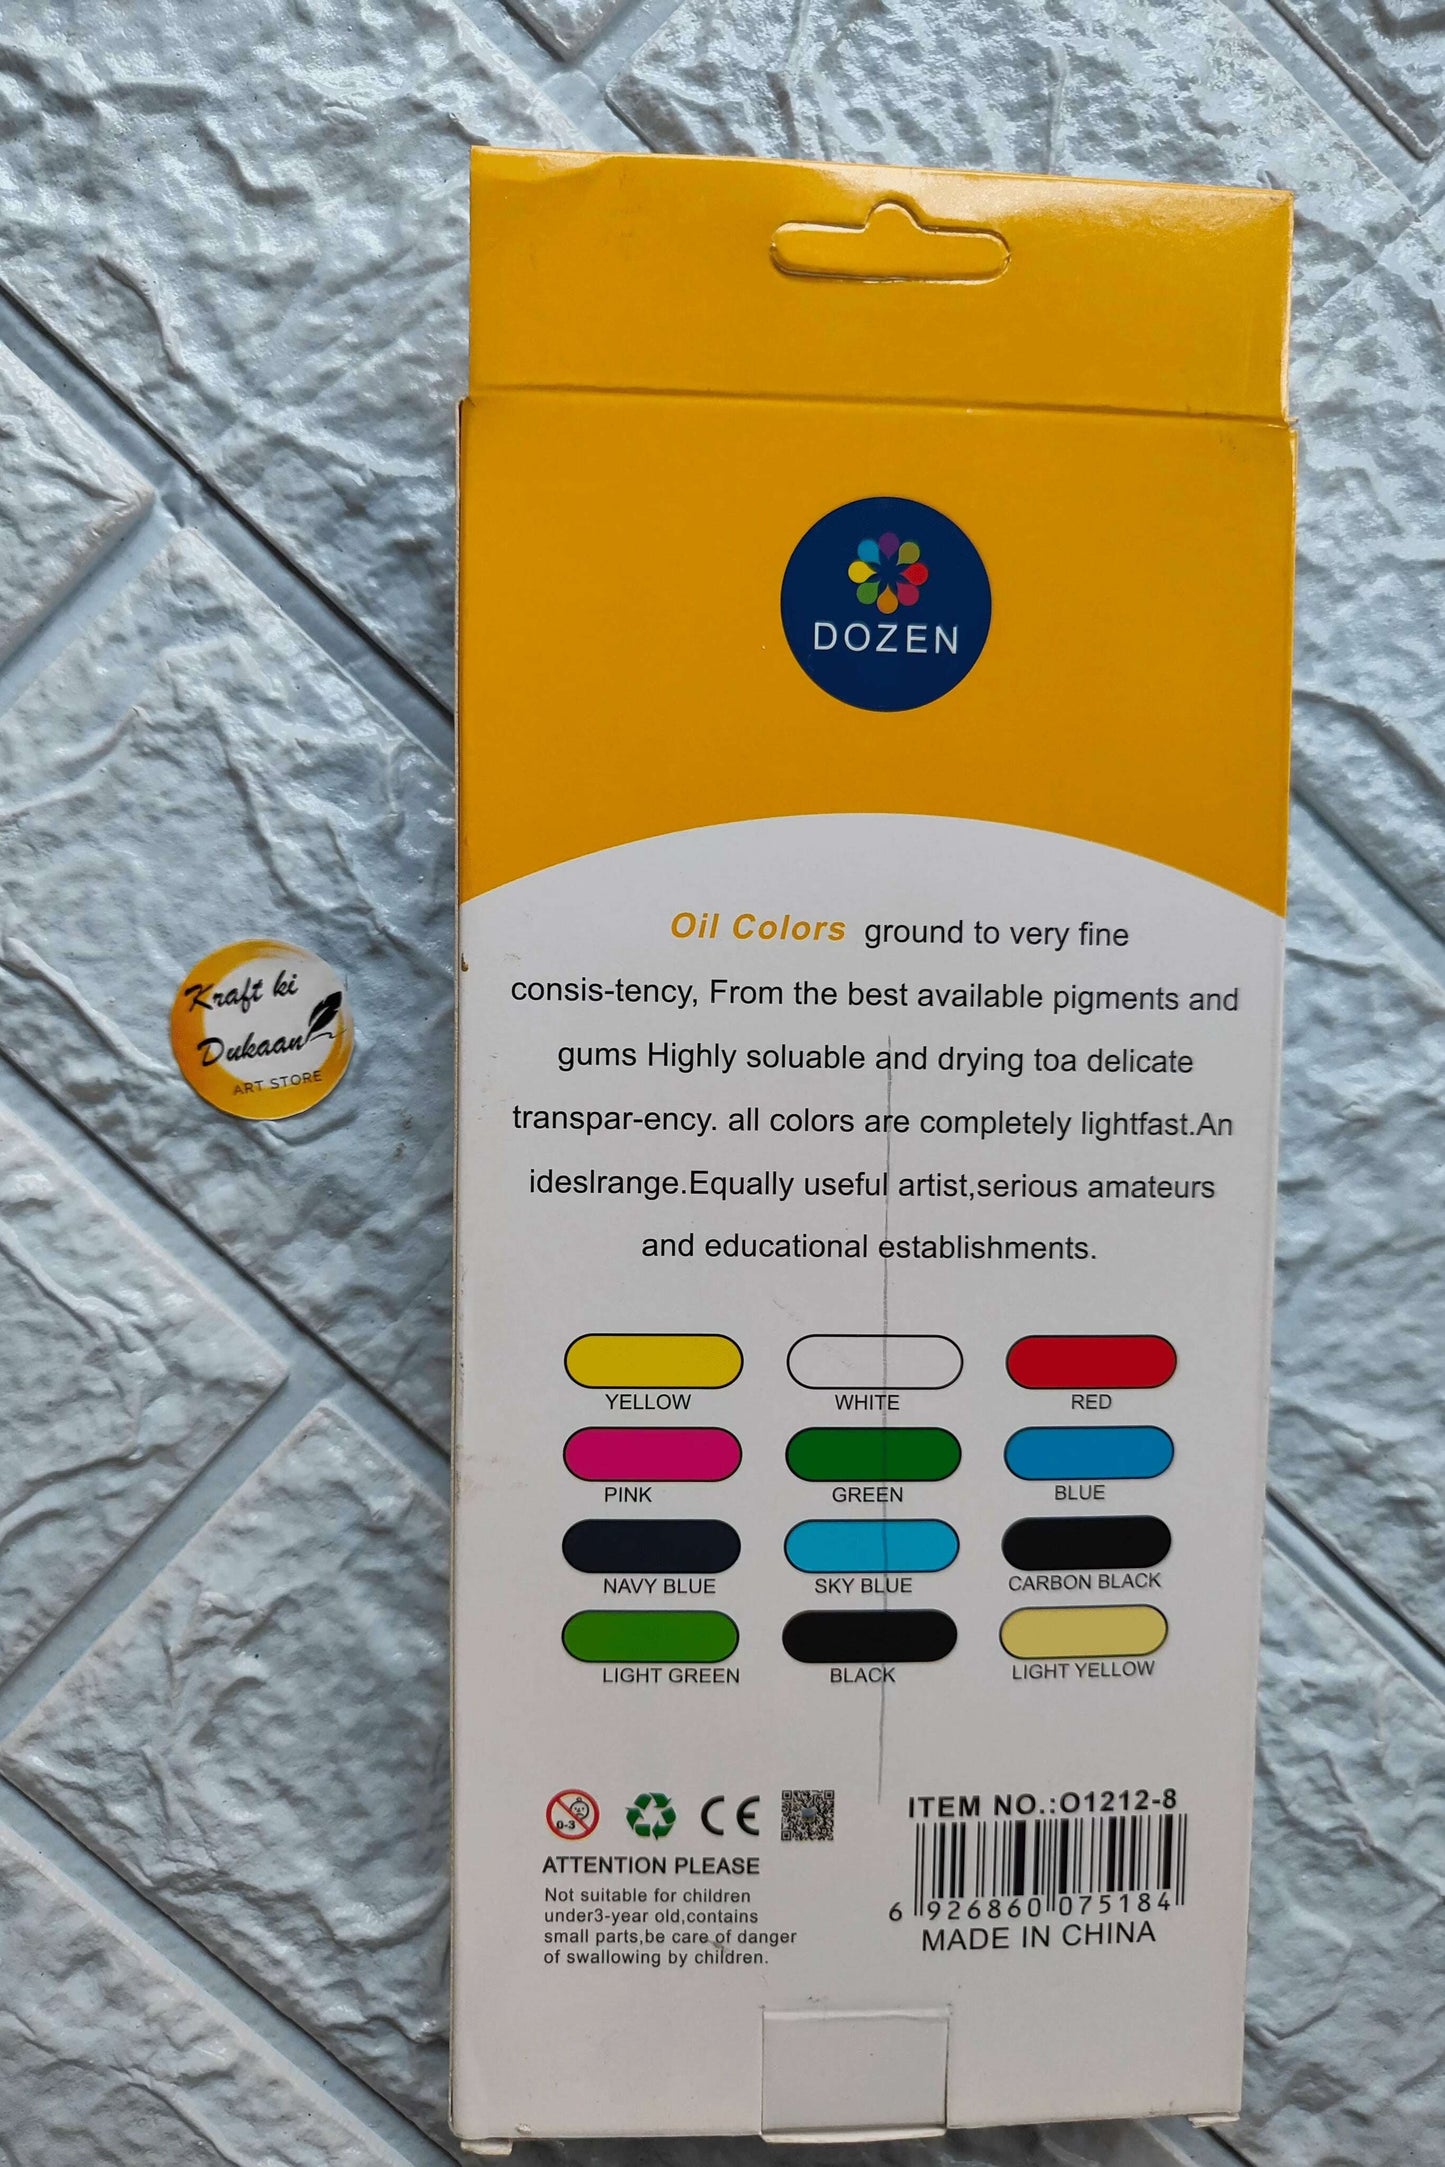 DOZEN
Oil Colors ground to very fine
consis-tency, From the best available pigments and
gums Highly soluable and drying toa delicate
transpar-ency. all colors are completely lightfast.An
ideslrange.Equally useful artist,serious amateurs
and educational establishments.
Kraft ki
Dukaan
ART STORE
YELLOW WHITE RED
PINK GREEN BLUE
NAVY BLUE SKY BLUE CARBON BLACK
LIGHT GREEN BLACK LIGHT YELLOW
0-3 CE
ATTENTION PLEASE
Not suitable for children
under3-year old,contains
small parts,be care of danger
of swallowing by children.
ITEM NO.:O1212-8
6 926860 075184
MADE IN CHINA